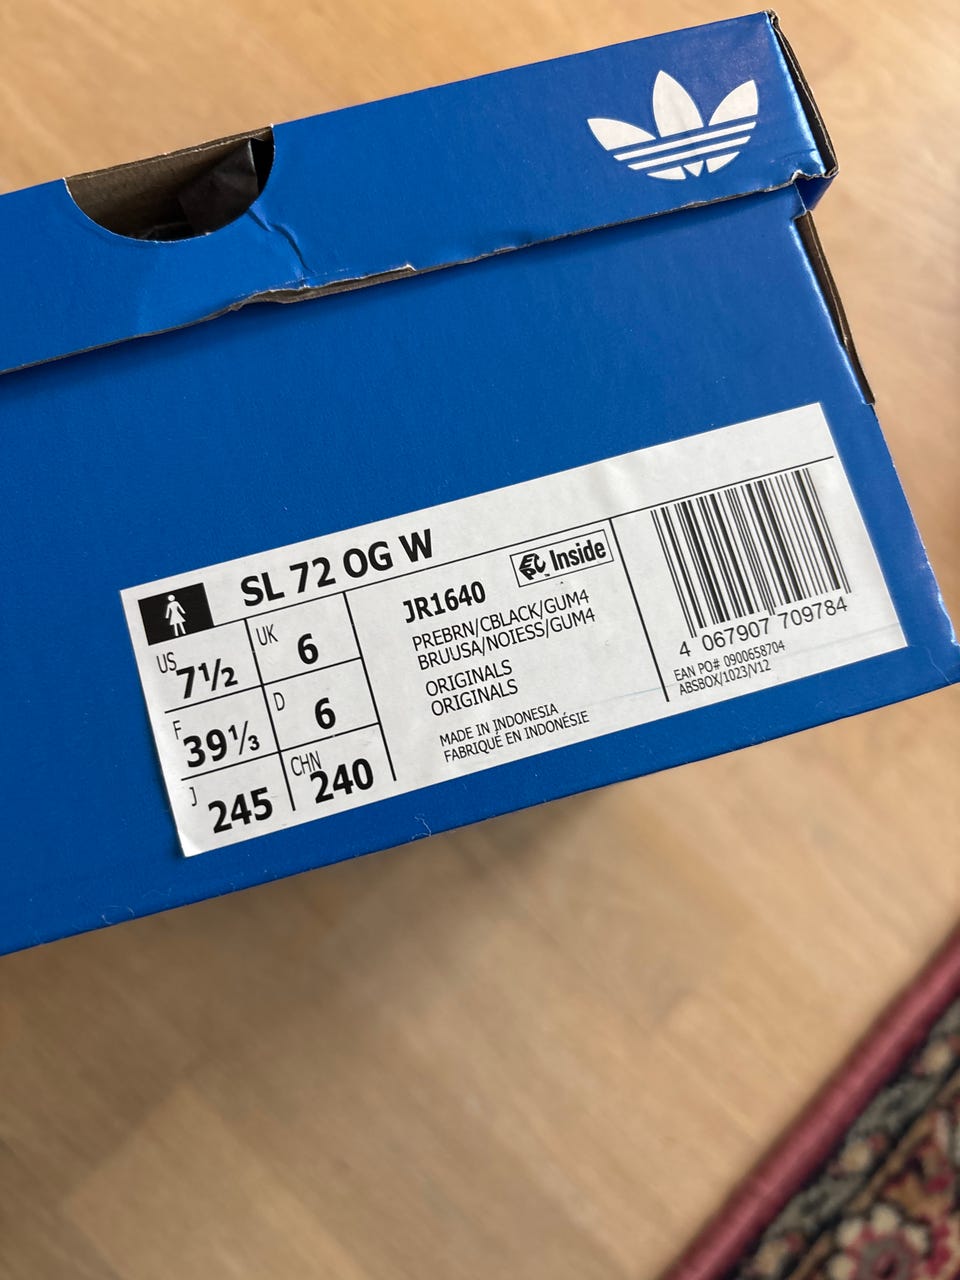 SL 72 OG W
US 7½
UK 6
F 39⅓
D 6
J 245
CHN 240
JR1640
EC PC™ Inside
PREBRN/CBLACK/GUM4
BRUUSA/NOIESS/GUM4
ORIGINALS
ORIGINALS
MADE IN INDONESIA
FABRIQUÉ EN INDONÉSIE
4 067907 709784
EAN PO# 0900658704
ABSBOX/1023/V12